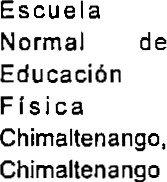 Escuela
Normal de
Educación
Física
Chimaltenango,
Chimaltenango